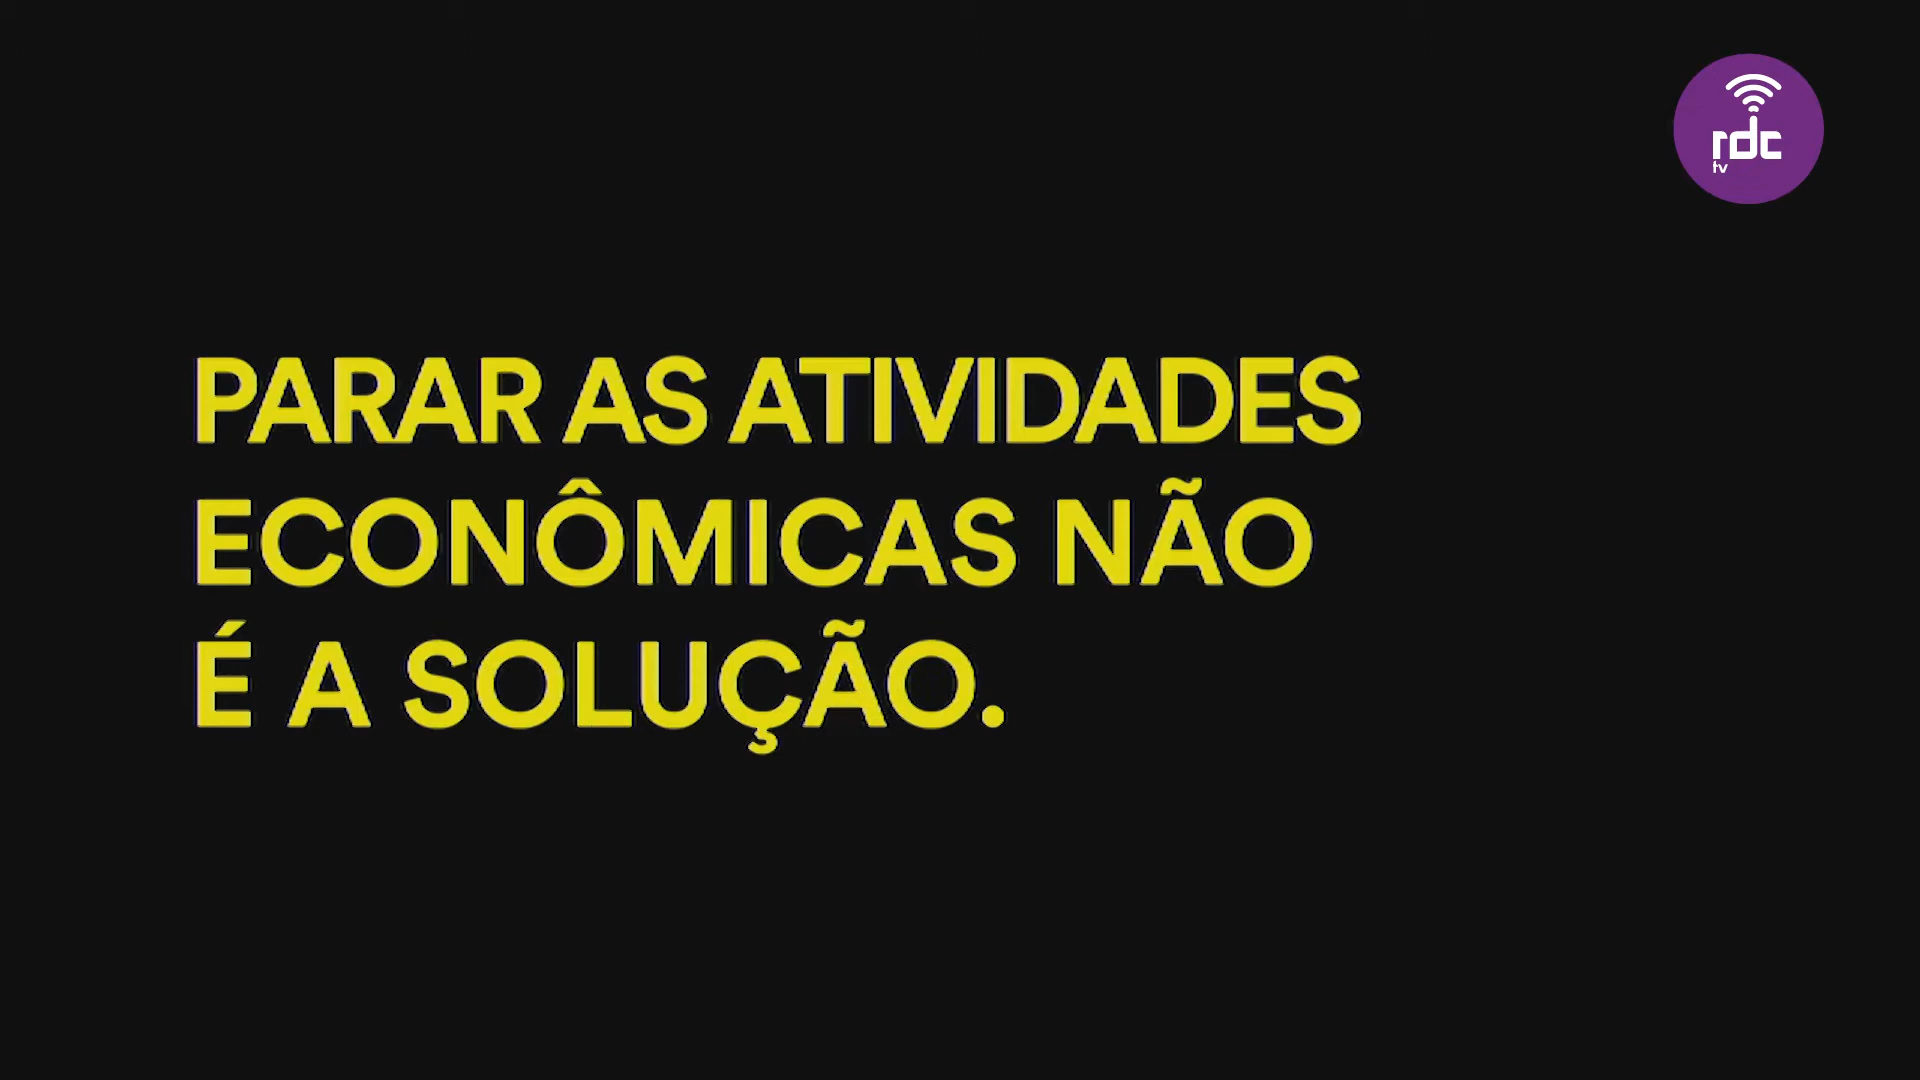 rdc
tv
PARAR AS ATIVIDADES
ECONÔMICAS NÃO
É A SOLUÇÃO.